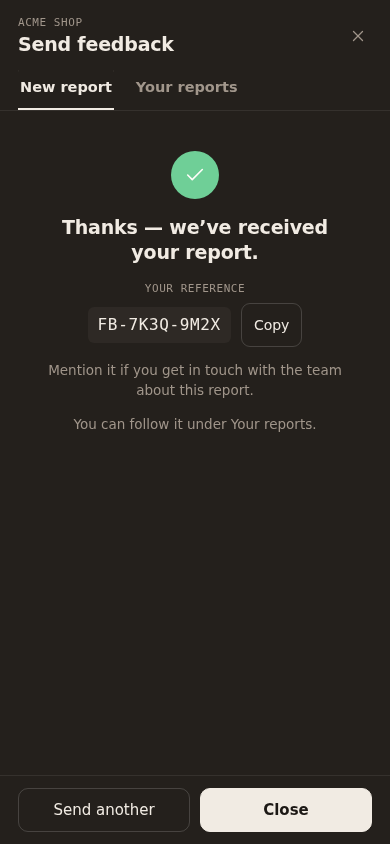 ACME SHOP
Send feedback
New report
Your reports
Thanks — we’ve received
your report.
YOUR REFERENCE
FB-7K3Q-9M2X
Copy
Mention it if you get in touch with the team
about this report.
You can follow it under Your reports.
Send another
Close